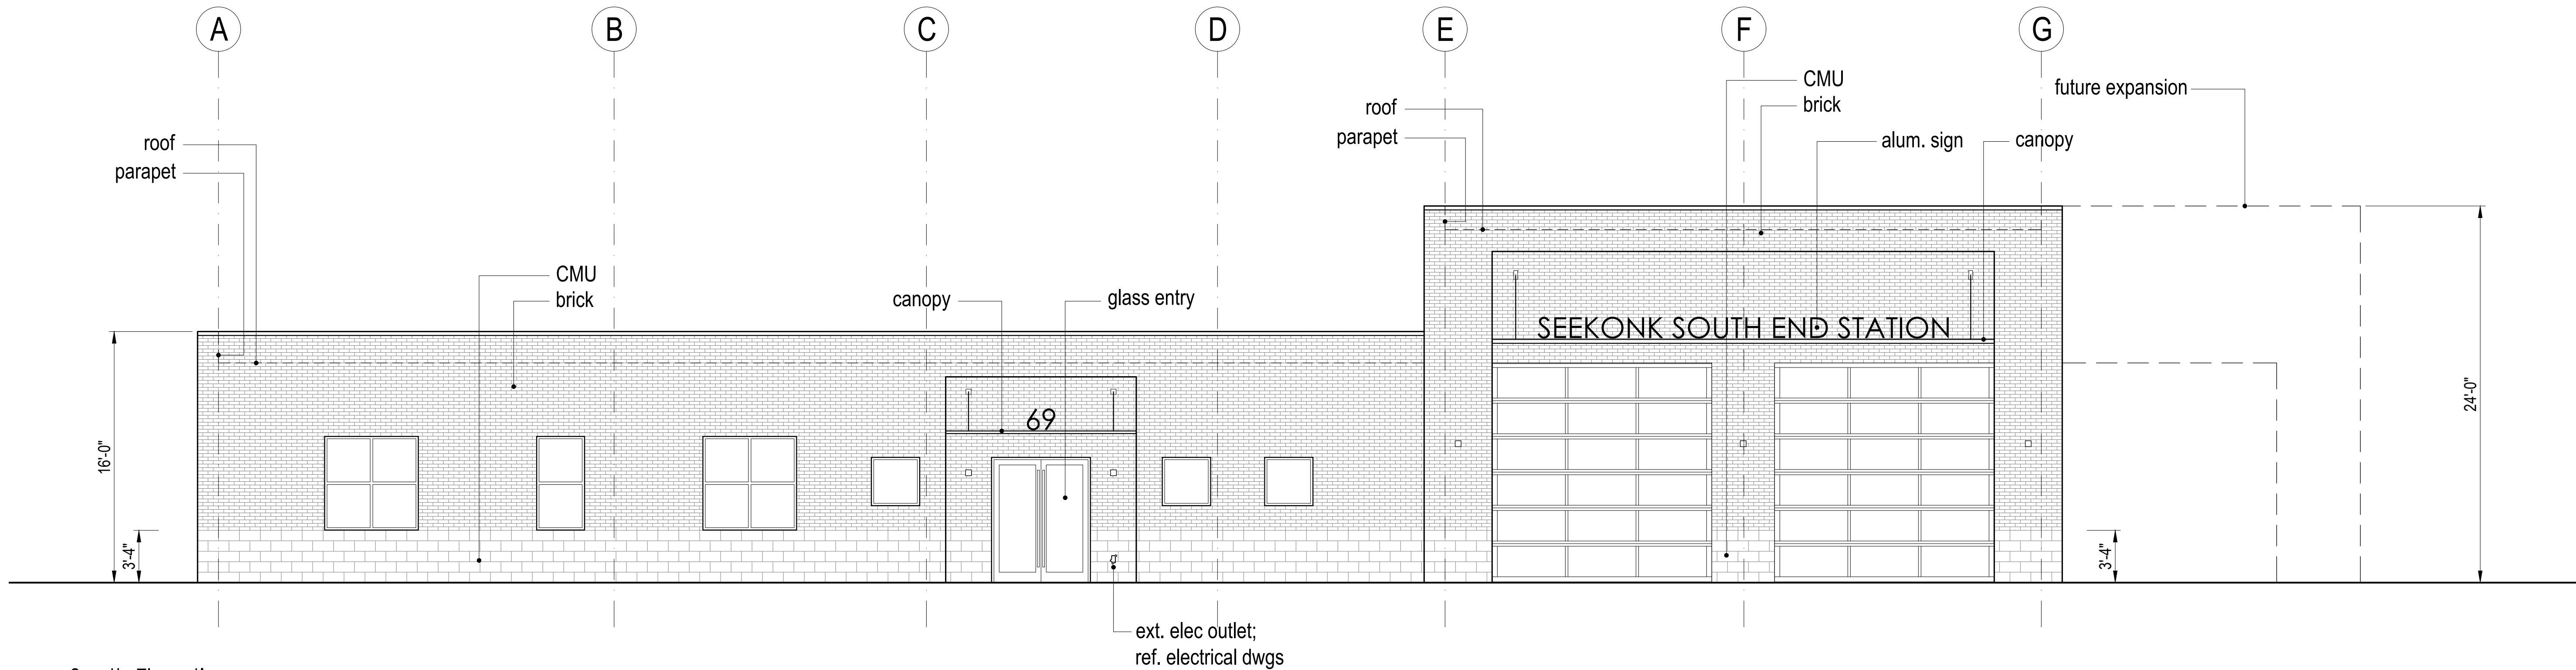 A
B
C
D
E
F
G
roof
parapet
CMU
brick
canopy
glass entry
roof
parapet
CMU
brick
alum. sign
canopy
future expansion
SEEKONK SOUTH END STATION
69
16'-0"
3'-4"
3'-4"
24'-0"
ext. elec outlet;
ref. electrical dwgs